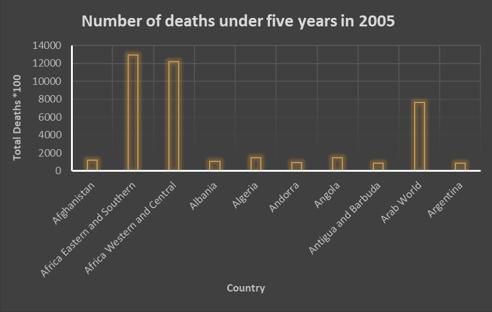 Number of deaths under five years in 2005
Total Deaths *100
14000
12000
10000
8000
6000
4000
2000
0
Afghanistan
Africa Eastern and Southern
Africa Western and Central
Albania
Algeria
Andorra
Angola
Antigua and Barbuda
Arab World
Argentina
Country